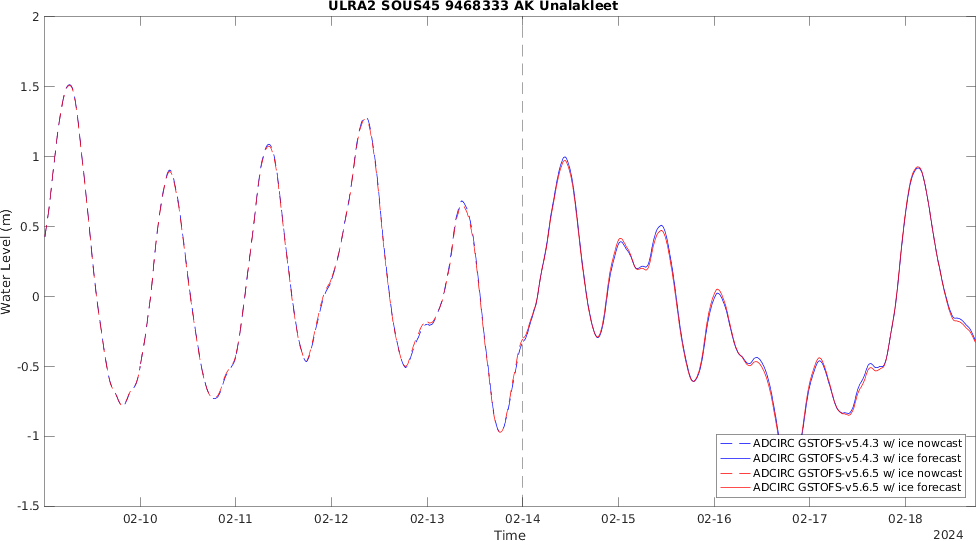 ULRA2 SOUS45 9468333 AK Unalakleet
2
1.5
1
0.5
0
-0.5
-1
-1.5
Water Level (m)
ADCIRC GSTOFS-v5.4.3 w/ ice nowcast
ADCIRC GSTOFS-v5.4.3 w/ ice forecast
ADCIRC GSTOFS-v5.6.5 w/ ice nowcast
ADCIRC GSTOFS-v5.6.5 w/ ice forecast
02-10 02-11 02-12 02-13 02-14 02-15 02-16 02-17 02-18
Time
2024